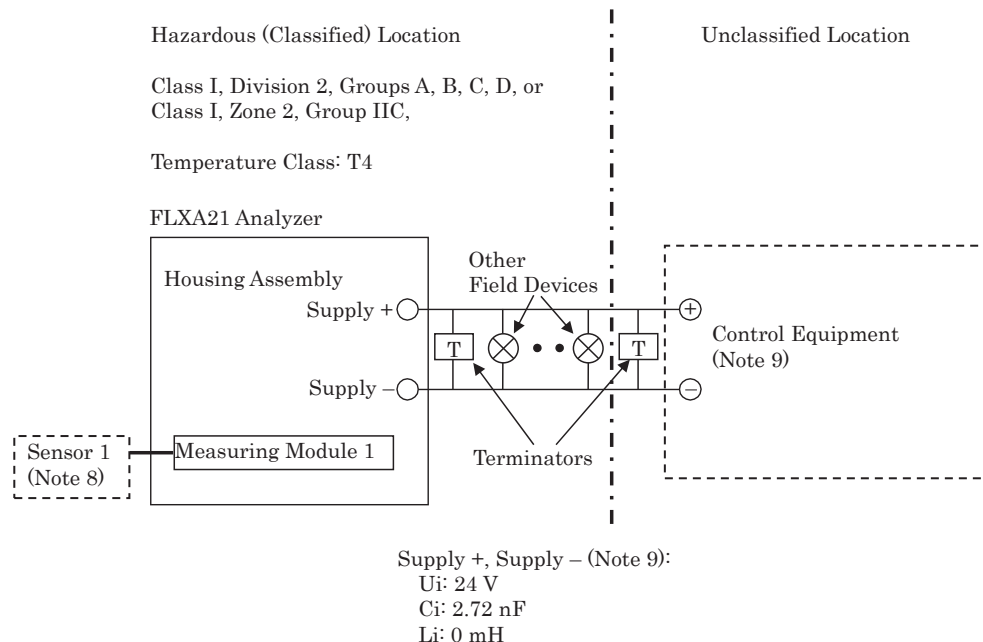 Hazardous (Classified) Location
Unclassified Location
Class I, Division 2, Groups A, B, C, D, or
Class I, Zone 2, Group IIC,
Temperature Class: T4
FLXA21 Analyzer
Housing Assembly
Other
Field Devices
Supply +
+
T
T
Control Equipment
(Note 9)
Supply –
–
Sensor 1
(Note 8)
Measuring Module 1
Terminators
Supply +, Supply – (Note 9):
Ui: 24 V
Ci: 2.72 nF
Li: 0 mH